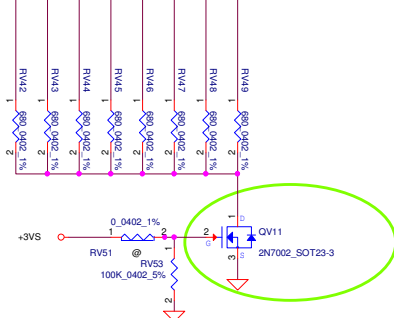 RV42
RV43
RV44
RV45
RV46
RV47
RV48
RV49
1
1
1
1
1
1
1
1
680_0402_1%
680_0402_1%
680_0402_1%
680_0402_1%
680_0402_1%
680_0402_1%
680_0402_1%
680_0402_1%
2
2
2
2
2
2
2
2
0_0402_1%
+3VS
1
2
RV51
@
1
RV53
100K_0402_5%
2
1
D
2
G
QV11
3
S
2N7002_SOT23-3